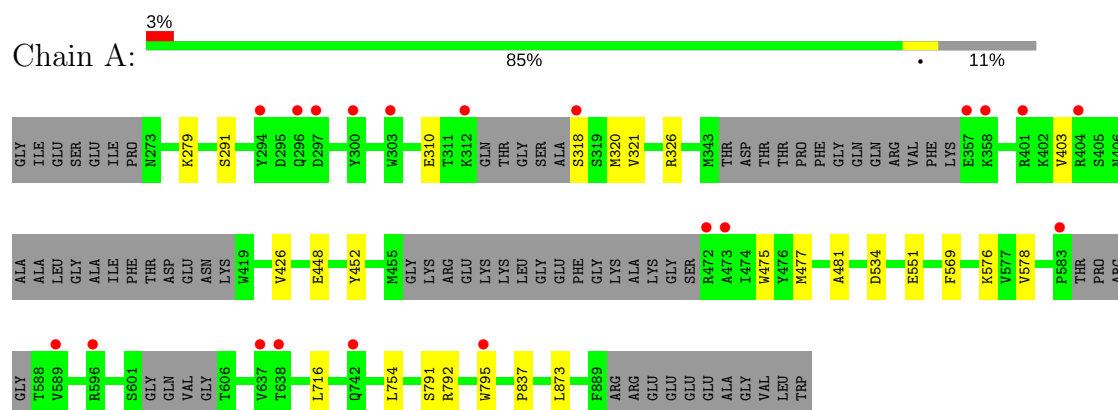 3%
Chain A:
85% • 11%
GLY ILE GLU SER GLU ILE PRO N273 K279 S291 Y294 D295 Q296 D297 Y300 W303 E310 T311 K312 GLN THR GLY SER ALA S318 S319 M320 V321 R326 M343 THR ASP THR THR PRO PHE GLY GLN GLN ARG VAL PHE LYS E357 K358 R401 K402 V403 R404 S405 N406
ALA ALA LEU GLY ALA ILE PHE THR ASP GLU ASN LYS W419 V426 E448 Y452 M455 GLY LYS ARG GLU LYS LYS LEU GLY GLU PHE GLY LYS ALA LYS GLY SER R472 A473 I474 W475 Y476 M477 A481 D534 E551 F569 K576 V577 V578 P583 THR PRO ARG
GLY T588 V589 R596 S601 GLY GLN VAL GLY T606 V637 T638 L716 Q742 L754 S791 R792 W795 P837 L873 F889 ARG ARG GLU GLU GLU GLU ALA GLY VAL LEU TRP